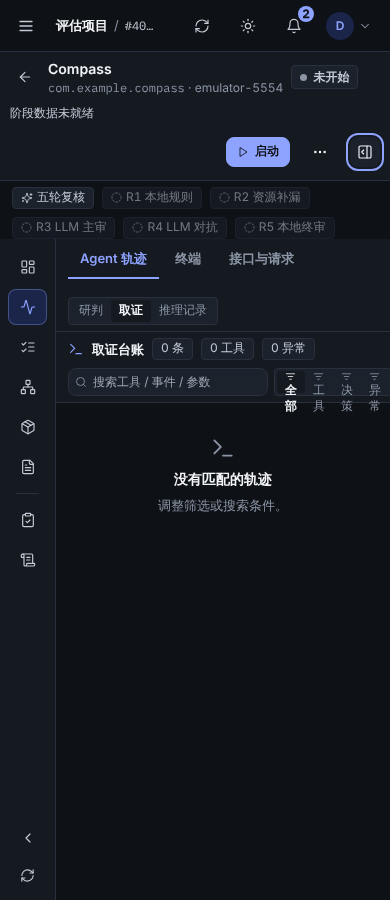 评估项目 / #40…
2
D
Compass
com.example.compass · emulator-5554
未开始
阶段数据未就绪
启动
五轮复核 R1 本地规则 R2 资源补漏
R3 LLM 主审 R4 LLM 对抗 R5 本地终审
Agent 轨迹 终端 接口与请求
研判 取证 推理记录
取证台账 0 条 0 工具 0 异常
搜索工具 / 事件 / 参数
全部 工具 决策 异常
没有匹配的轨迹
调整筛选或搜索条件。